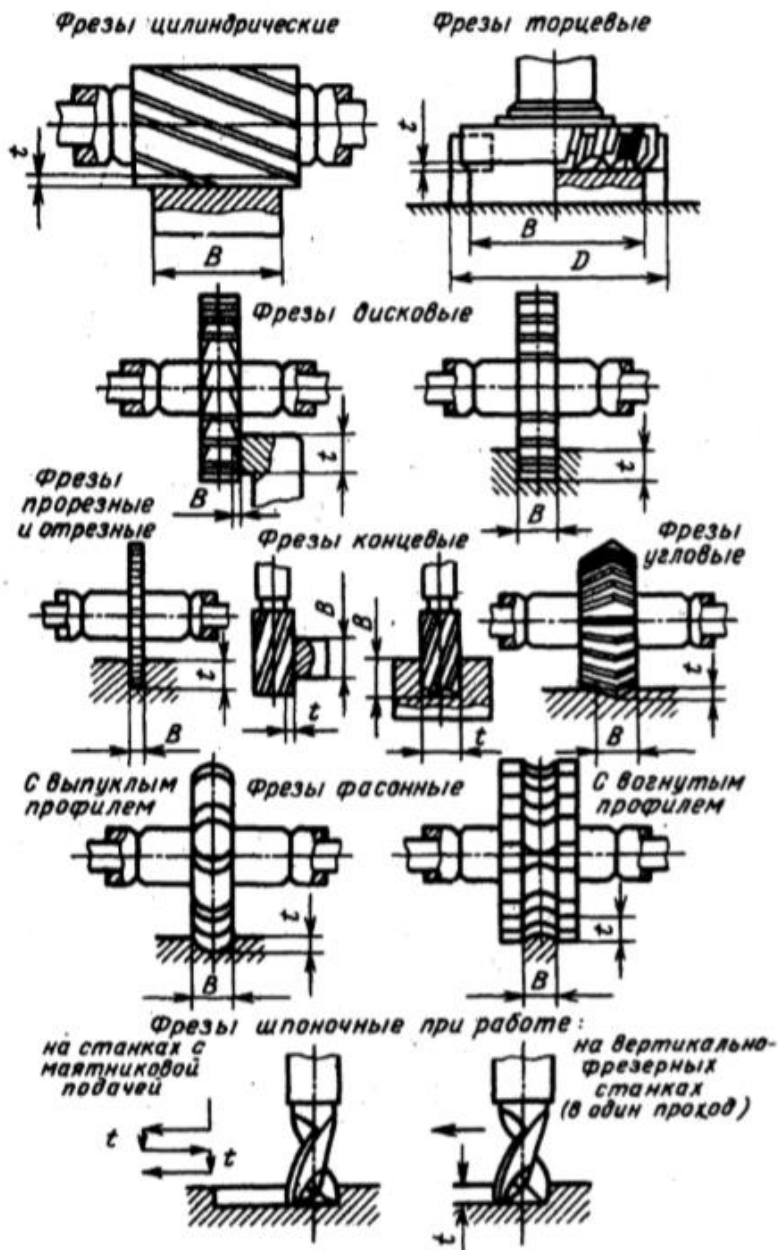 Фрезы цилиндрические
Фрезы торцевые
t
B
t
B
D
Фрезы дисковые
t
B
t
B
Фрезы
прорезные
и отрезные
t
B
Фрезы концевые
B
t
B
t
Фрезы
угловые
t
B
С выпуклым
профилем
Фрезы фасонные
С вогнутым
профилем
t
B
t
B
Фрезы шпоночные при работе:
на станках с
маятниковой
подачей
t
t
на вертикально-
фрезерных
станках
(в один проход)
t